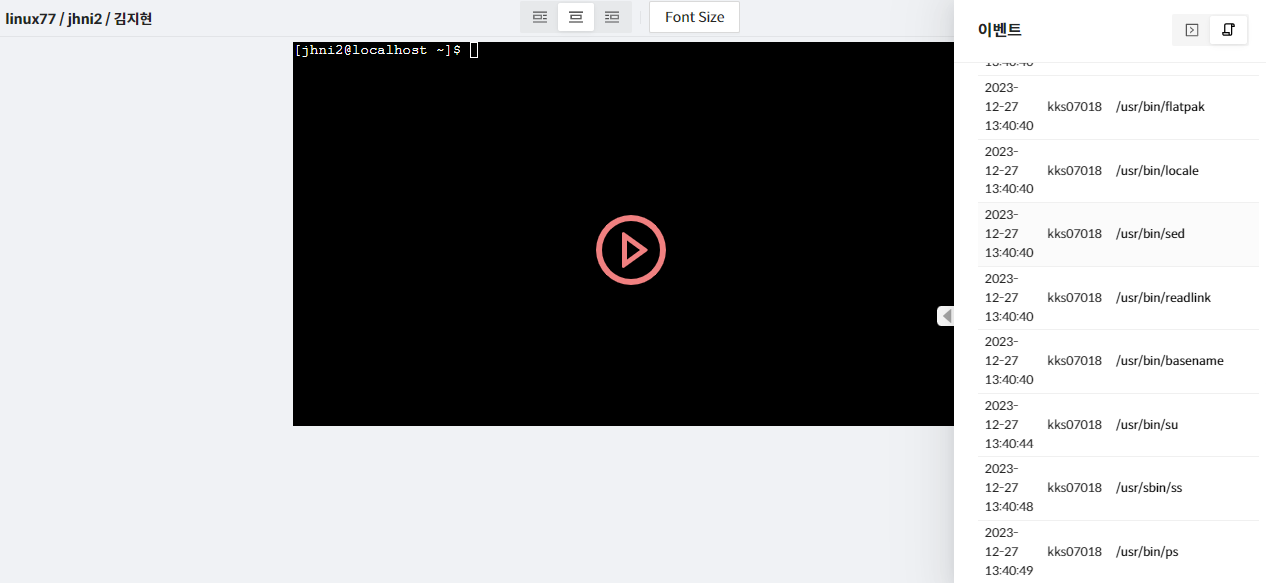 linux77 / jhni2 / 김지현
Font Size
[jhni2@localhost ~]$
이벤트
13:40:40
2023-
12-27 kks07018 /usr/bin/flatpak
13:40:40
2023-
12-27 kks07018 /usr/bin/locale
13:40:40
2023-
12-27 kks07018 /usr/bin/sed
13:40:40
2023-
12-27 kks07018 /usr/bin/readlink
13:40:40
2023-
12-27 kks07018 /usr/bin/basename
13:40:40
2023-
12-27 kks07018 /usr/bin/su
13:40:44
2023-
12-27 kks07018 /usr/sbin/ss
13:40:48
2023-
12-27 kks07018 /usr/bin/ps
13:40:49